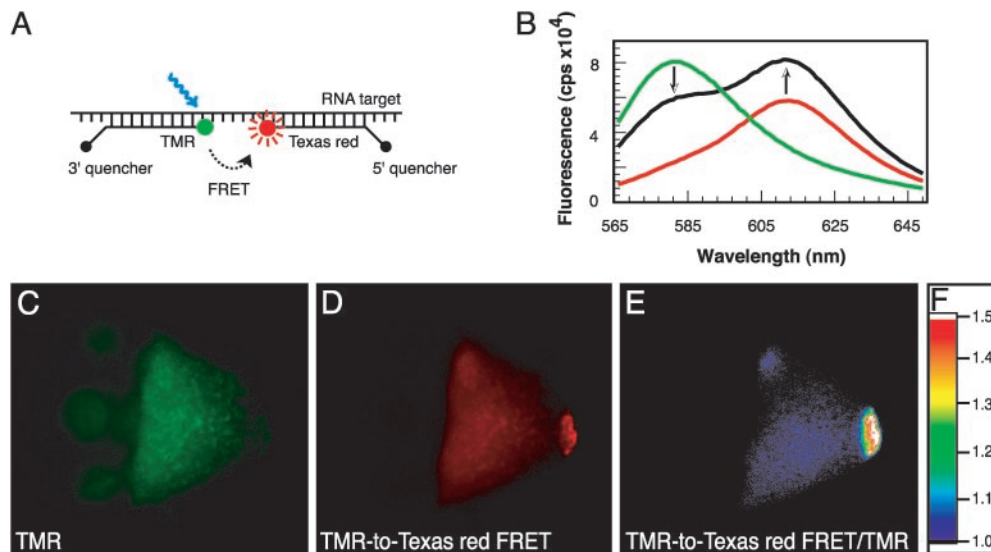 A
RNA target
TMR
Texas red
3' quencher
5' quencher
FRET
B
Fluorescence (cps x10⁴)
8
4
0
565
585
605
625
645
Wavelength (nm)
C
TMR
D
TMR-to-Texas red FRET
E
TMR-to-Texas red FRET/TMR
F
1.5
1.4
1.3
1.2
1.1
1.0